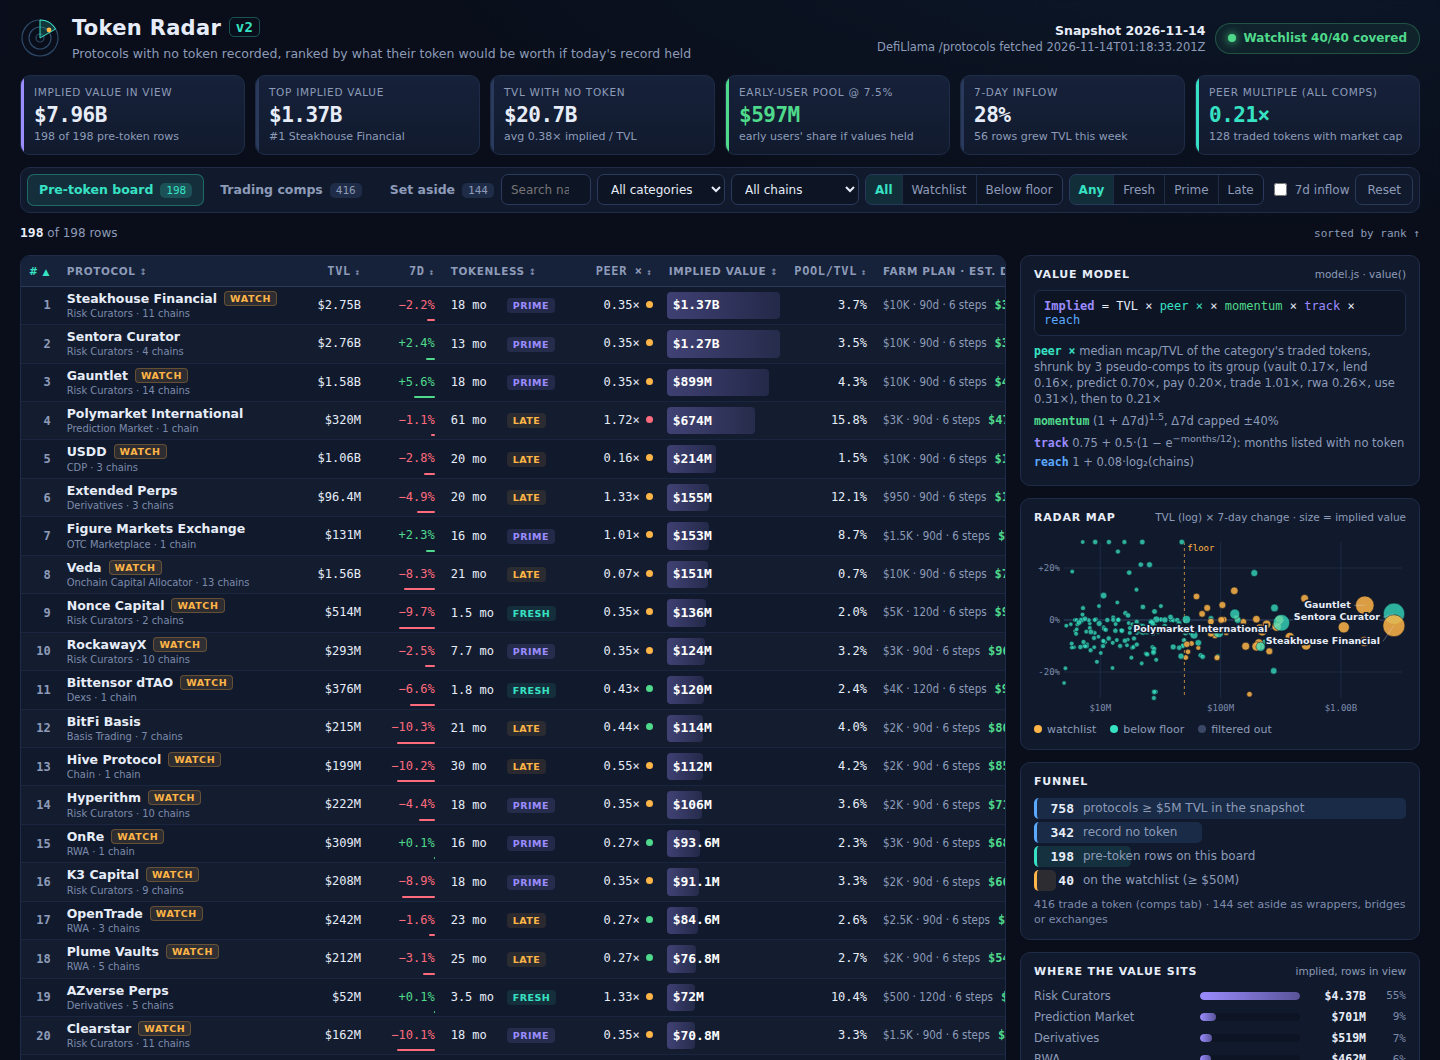 Token Radar v2
Protocols with no token recorded, ranked by what their token would be worth if today's record held
Snapshot 2026-11-14
DefiLlama /protocols fetched 2026-11-14T01:18:33.201Z
Watchlist 40/40 covered
IMPLIED VALUE IN VIEW
$7.96B
198 of 198 pre-token rows
TOP IMPLIED VALUE
$1.37B
#1 Steakhouse Financial
TVL WITH NO TOKEN
$20.7B
avg 0.38× implied / TVL
EARLY-USER POOL @ 7.5%
$597M
early users' share if values held
7-DAY INFLOW
28%
56 rows grew TVL this week
PEER MULTIPLE (ALL COMPS)
0.21×
128 traded tokens with market cap
Pre-token board 198 Trading comps 416 Set aside 144 Search na All categories All chains All Watchlist Below floor Any Fresh Prime Late 7d inflow Reset
198 of 198 rows
sorted by rank ↑
# ▲ PROTOCOL ↕ TVL ↕ 7D ↕ TOKENLESS ↕ PEER × ↕ IMPLIED VALUE ↕ POOL/TVL ↕ FARM PLAN · EST. D
1 Steakhouse Financial WATCH $2.75B −2.2% 18 mo PRIME 0.35× $1.37B 3.7% $10K · 90d · 6 steps
Risk Curators · 11 chains
2 Sentora Curator $2.76B +2.4% 13 mo PRIME 0.35× $1.27B 3.5% $10K · 90d · 6 steps
Risk Curators · 4 chains
3 Gauntlet WATCH $1.58B +5.6% 18 mo PRIME 0.35× $899M 4.3% $10K · 90d · 6 steps
Risk Curators · 14 chains
4 Polymarket International $320M −1.1% 61 mo LATE 1.72× $674M 15.8% $3K · 90d · 6 steps
Prediction Market · 1 chain
5 USDD WATCH $1.06B −2.8% 20 mo LATE 0.16× $214M 1.5% $10K · 90d · 6 steps
CDP · 3 chains
6 Extended Perps $96.4M −4.9% 20 mo LATE 1.33× $155M 12.1% $950 · 90d · 6 steps
Derivatives · 3 chains
7 Figure Markets Exchange $131M +2.3% 16 mo PRIME 1.01× $153M 8.7% $1.5K · 90d · 6 steps
OTC Marketplace · 1 chain
8 Veda WATCH $1.56B −8.3% 21 mo LATE 0.07× $151M 0.7% $10K · 90d · 6 steps
Onchain Capital Allocator · 13 chains
9 Nonce Capital WATCH $514M −9.7% 1.5 mo FRESH 0.35× $136M 2.0% $5K · 120d · 6 steps
Risk Curators · 2 chains
10 RockawayX WATCH $293M −2.5% 7.7 mo PRIME 0.35× $124M 3.2% $3K · 90d · 6 steps
Risk Curators · 10 chains
11 Bittensor dTAO WATCH $376M −6.6% 1.8 mo FRESH 0.43× $120M 2.4% $4K · 120d · 6 steps
Dexs · 1 chain
12 BitFi Basis $215M −10.3% 21 mo LATE 0.44× $114M 4.0% $2K · 90d · 6 steps
Basis Trading · 7 chains
13 Hive Protocol WATCH $199M −10.2% 30 mo LATE 0.55× $112M 4.2% $2K · 90d · 6 steps
Chain · 1 chain
14 Hyperithm WATCH $222M −4.4% 18 mo PRIME 0.35× $106M 3.6% $2K · 90d · 6 steps
Risk Curators · 10 chains
15 OnRe WATCH $309M +0.1% 16 mo PRIME 0.27× $93.6M 2.3% $3K · 90d · 6 steps
RWA · 1 chain
16 K3 Capital WATCH $208M −8.9% 18 mo PRIME 0.35× $91.1M 3.3% $2K · 90d · 6 steps
Risk Curators · 9 chains
17 OpenTrade WATCH $242M −1.6% 23 mo LATE 0.27× $84.6M 2.6% $2.5K · 90d · 6 steps
RWA · 3 chains
18 Plume Vaults WATCH $212M −3.1% 25 mo LATE 0.27× $76.8M 2.7% $2K · 90d · 6 steps
RWA · 5 chains
19 AZverse Perps $52M +0.1% 3.5 mo FRESH 1.33× $72M 10.4% $500 · 120d · 6 steps
Derivatives · 5 chains
20 Clearstar WATCH $162M −10.1% 18 mo PRIME 0.35× $70.8M 3.3% $1.5K · 90d · 6 steps
Risk Curators · 11 chains
VALUE MODEL
model.js · value()
Implied = TVL × peer × × momentum × track ×
reach
peer × median mcap/TVL of the category's traded tokens,
shrunk by 3 pseudo-comps to its group (vault 0.17×, lend
0.16×, predict 0.70×, pay 0.20×, trade 1.01×, rwa 0.26×, use
0.31×), then to 0.21×
momentum (1 + Δ7d)^1.5, Δ7d capped ±40%
track 0.75 + 0.5·(1 − e^−months/12): months listed with no token
reach 1 + 0.08·log₂(chains)
RADAR MAP
TVL (log) × 7-day change · size = implied value
floor
+20%
Gauntlet
Sentora Curator
0%
Polymarket International
Steakhouse Financial
-20%
$10M $100M $1.00B
watchlist below floor filtered out
FUNNEL
758 protocols ≥ $5M TVL in the snapshot
342 record no token
198 pre-token rows on this board
40 on the watchlist (≥ $50M)
416 trade a token (comps tab) · 144 set aside as wrappers, bridges
or exchanges
WHERE THE VALUE SITS
implied, rows in view
Risk Curators $4.37B 55%
Prediction Market $701M 9%
Derivatives $519M 7%
RWA $462M 6%